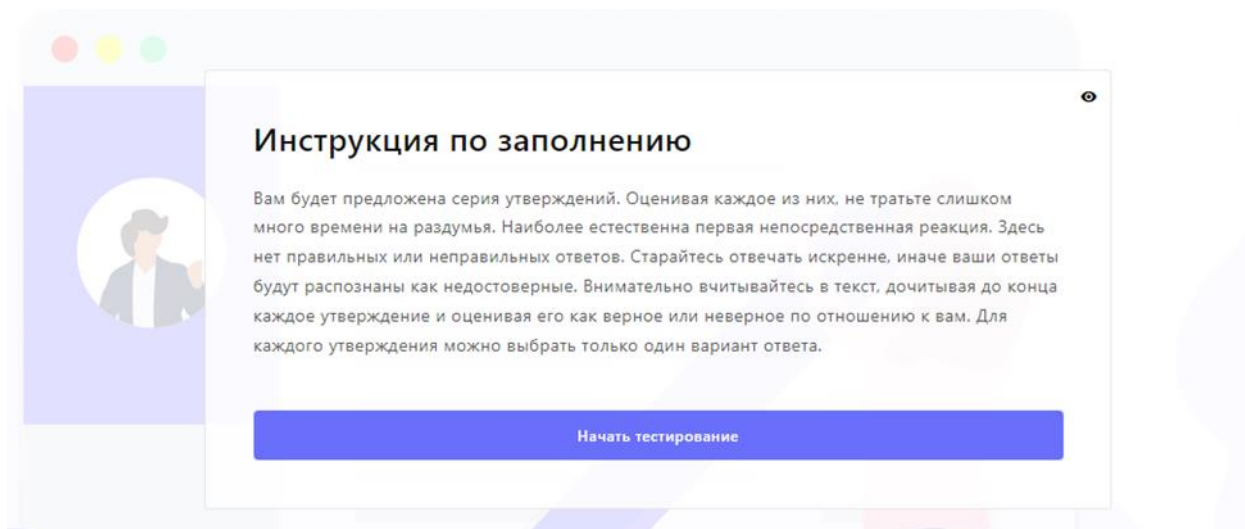 Инструкция по заполнению
Вам будет предложена серия утверждений. Оценивая каждое из них, не тратьте слишком
много времени на раздумья. Наиболее естественна первая непосредственная реакция. Здесь
нет правильных или неправильных ответов. Старайтесь отвечать искренне, иначе ваши ответы
будут распознаны как недостоверные. Внимательно вчитывайтесь в текст, дочитывая до конца
каждое утверждение и оценивая его как верное или неверное по отношению к вам. Для
каждого утверждения можно выбрать только один вариант ответа.
Начать тестирование